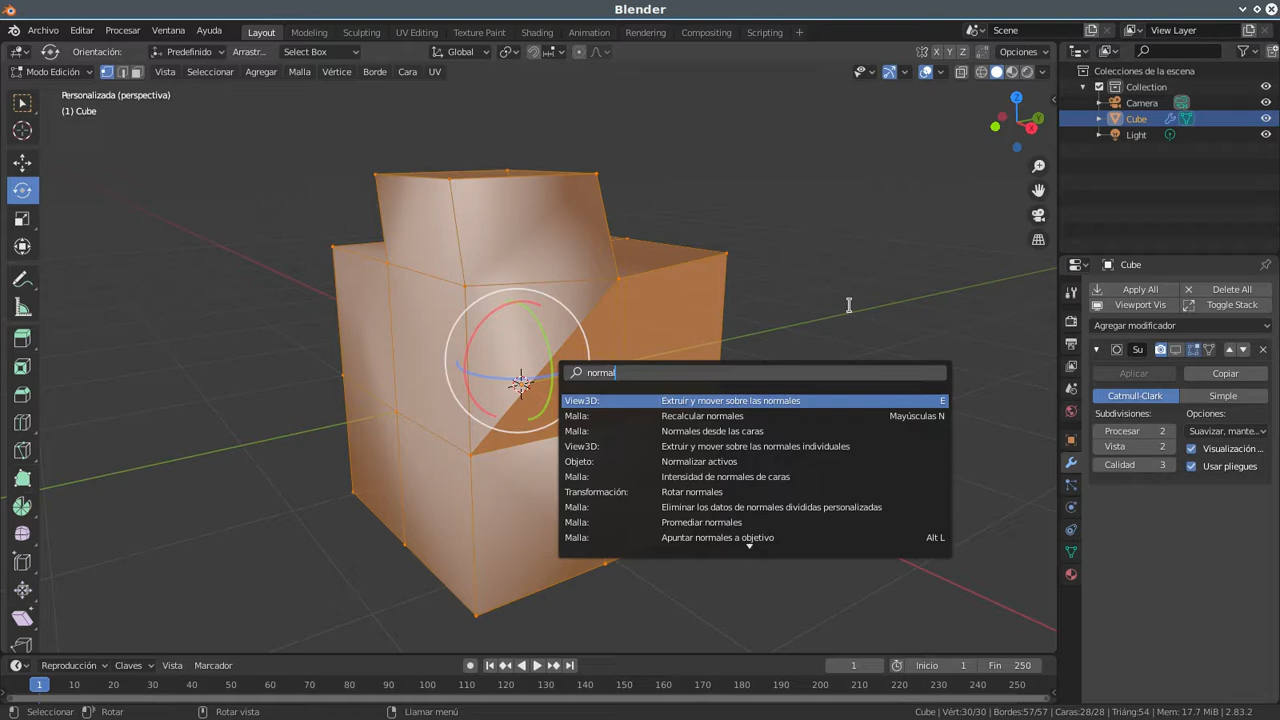 Blender
Archivo Editar Procesar Ventana Ayuda Layout Modeling Sculpting UV Editing Texture Paint Shading Animation Rendering Compositing Scripting + Scene View Layer
Orientación: Predefinido Arrastr... Select Box Global X Y Z Opciones
Modo Edición Vista Seleccionar Agregar Malla Vértice Borde Cara UV
Personalizada (perspectiva)
(1) Cube
Z
Y
X
Colecciones de la escena
Collection
Camera
Cube
Light
Cube
Apply All Delete All
Viewport Vis Toggle Stack
Agregar modificador
Su
Aplicar Copiar
Catmull-Clark Simple
Subdivisiones: Opciones:
Procesar 2 Suavizar, mante...
Vista 2 Visualización ...
Calidad 3 Usar pliegues
normal
View3D: Extruir y mover sobre las normales E
Malla: Recalcular normales Mayúsculas N
Malla: Normales desde las caras
View3D: Extruir y mover sobre las normales individuales
Objeto: Normalizar activos
Malla: Intensidad de normales de caras
Transformación: Rotar normales
Malla: Eliminar los datos de normales divididas personalizadas
Malla: Promediar normales
Malla: Apuntar normales a objetivo Alt L
Reproducción Claves Vista Marcador 1 Inicio 1 Fin 250
1 10 20 30 40 50 60 70 80 90 100 110 120 130 140 150 160 170 180 190 200 210 220 230 240 250
Seleccionar Rotar Rotar vista Llamar menú Cube | Vért:30/30 | Bordes:57/57 | Caras:28/28 | Triáng:54 | Mem: 17.7 MiB | 2.83.2